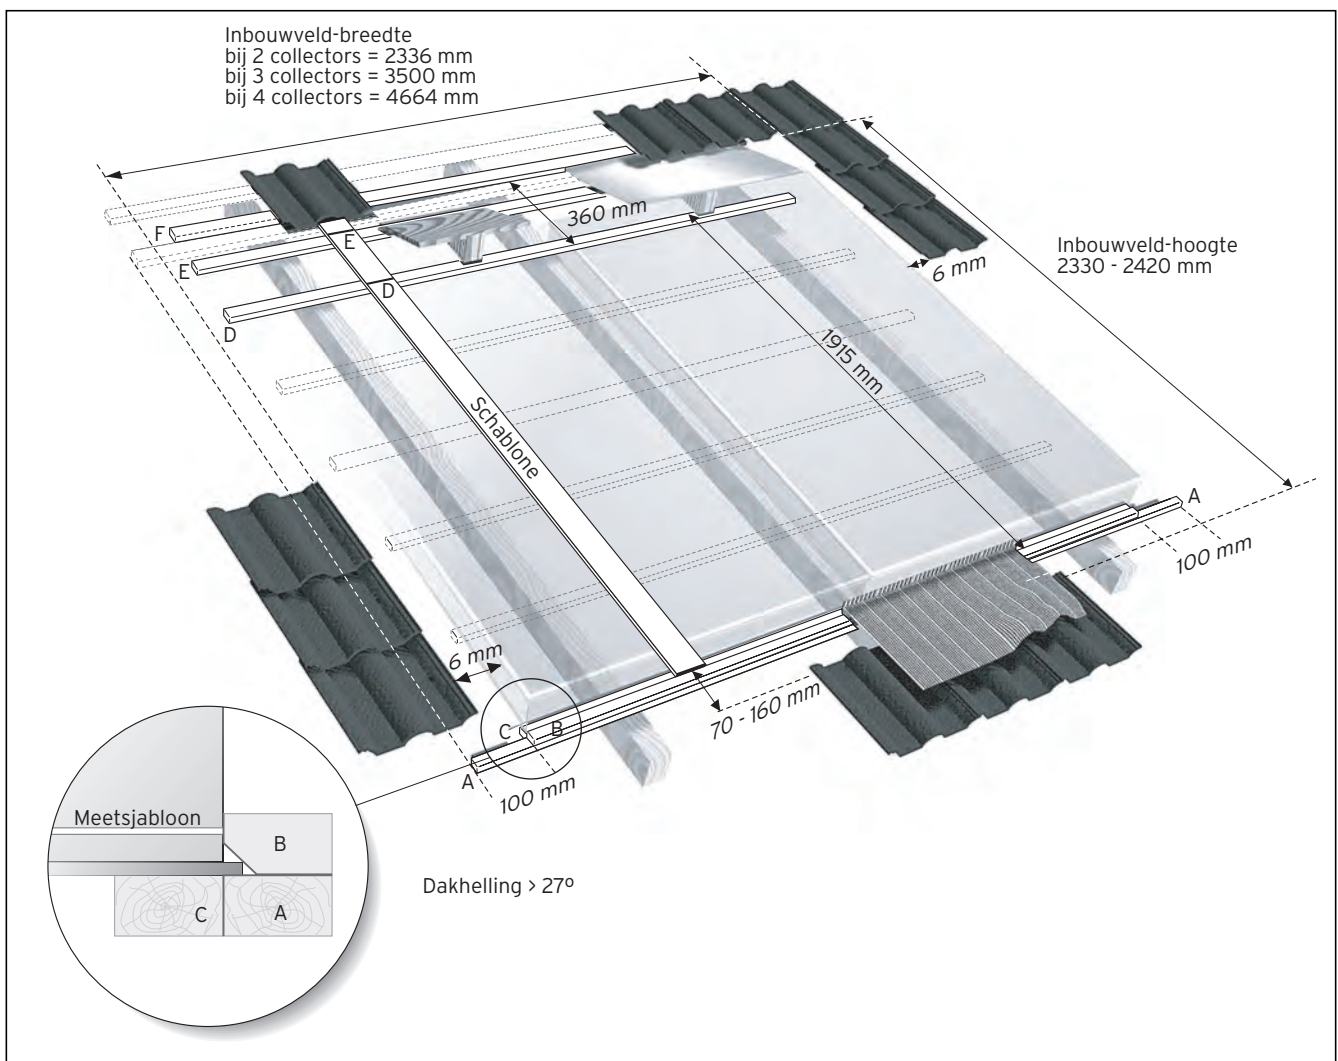 Inbouwveld-breedte
bij 2 collectors = 2336 mm
bij 3 collectors = 3500 mm
bij 4 collectors = 4664 mm
360 mm
F
E
E
D
D
6 mm
Inbouwveld-hoogte
2330 - 2420 mm
1915 mm
Schablone
A
100 mm
6 mm
70 - 160 mm
C
B
A
100 mm
Meetsjabloon
B
C
A
Dakhelling > 27º